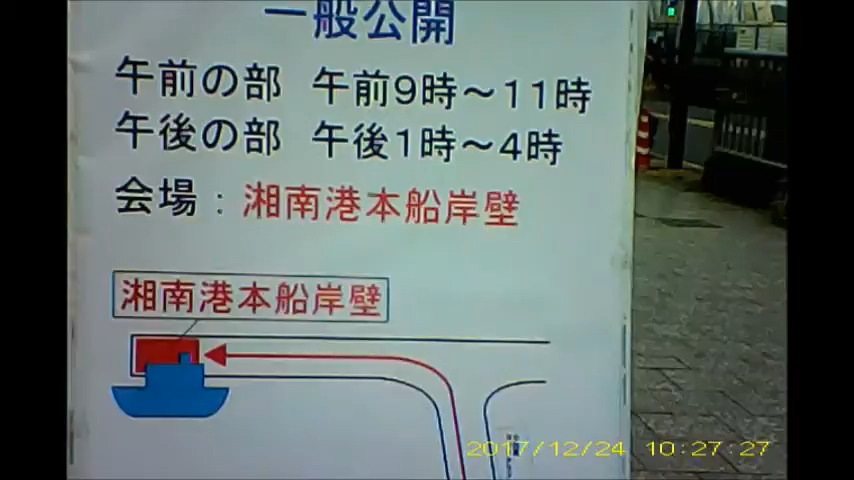 一般公開
午前の部 午前9時～11時
午後の部 午後1時～4時
会場：湘南港本船岸壁
湘南港本船岸壁
2017/12/24 10:27:27